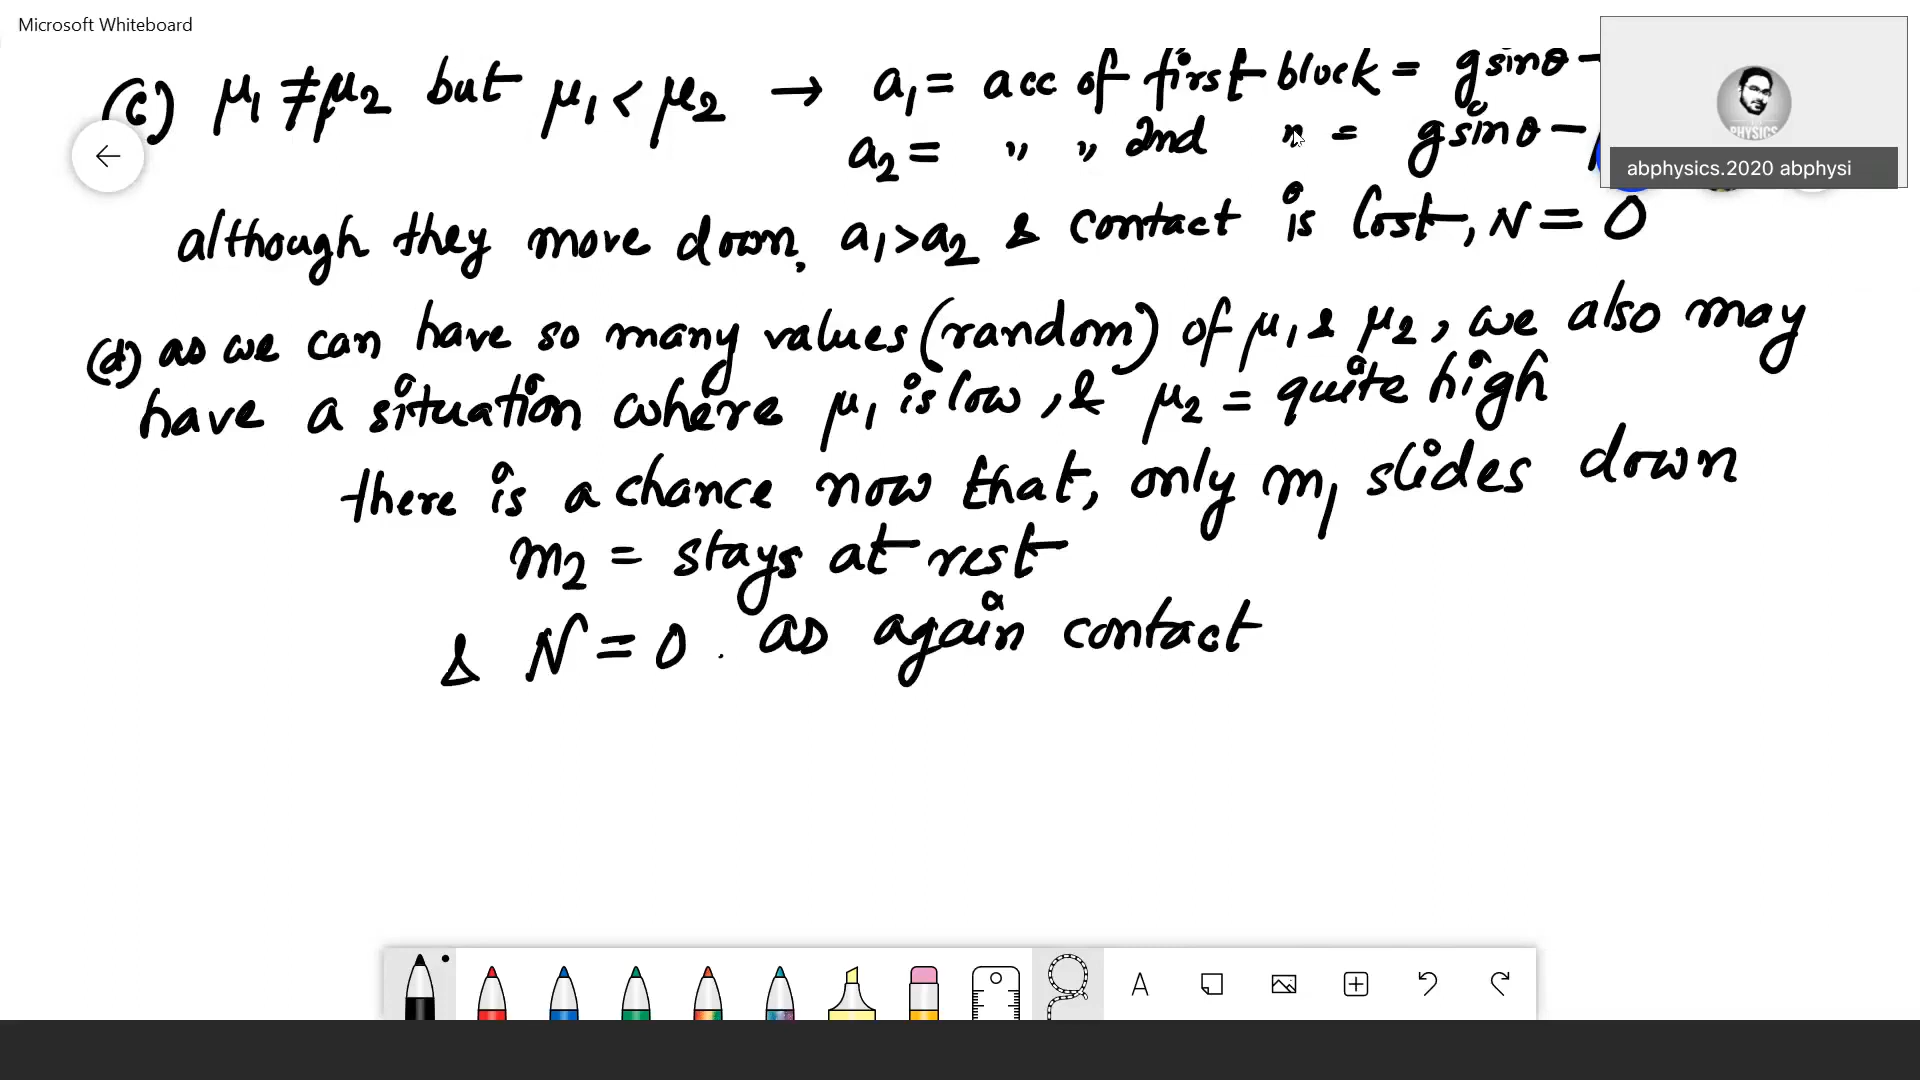 Microsoft Whiteboard
(c) μ1 ≠ μ2 but μ1 < μ2 → a1 = acc of first block = g sinθ -
a2 = " " 2nd " = g sinθ -
PHYSICS
abphysics.2020 abphysi
although they move down, a1 > a2 & contact is lost, N = 0
(d) as we can have so many values (random) of μ1 & μ2, we also may
have a situation where μ1 is low, & μ2 = quite high
there is a chance now that, only m1 slides down
m2 = stays at rest
& N = 0 . as again contact